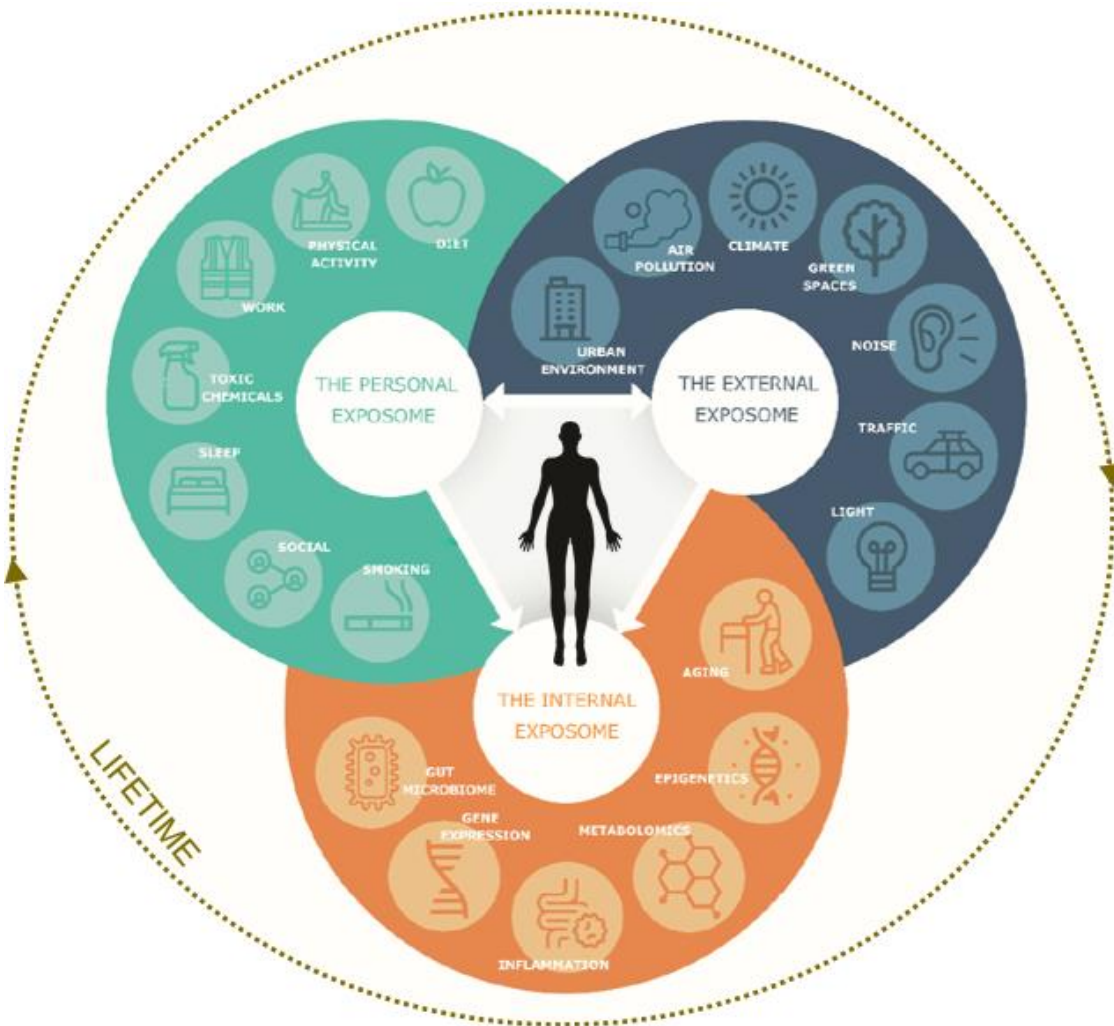 DIET
PHYSICAL
ACTIVITY
WORK
TOXIC
CHEMICALS
SLEEP
SOCIAL
SMOKING
THE PERSONAL
EXPOSOME
AIR
POLLUTION
CLIMATE
GREEN
SPACES
URBAN
ENVIRONMENT
NOISE
TRAFFIC
LIGHT
THE EXTERNAL
EXPOSOME
AGING
EPIGENETICS
METABOLOMICS
INFLAMMATION
GENE
EXPRESSION
GUT
MICROBIOME
THE INTERNAL
EXPOSOME
LIFETIME